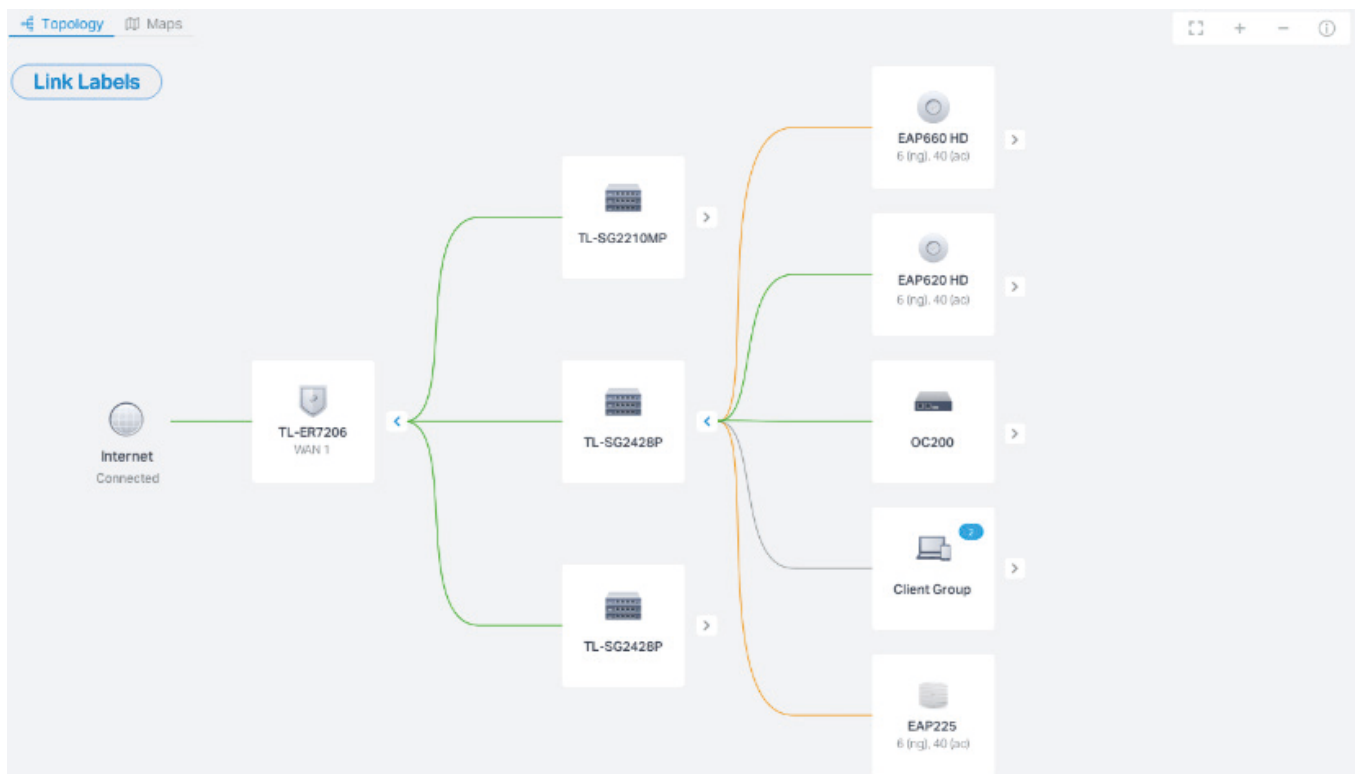 Topology
Maps
Link Labels
EAP660 HD
6 (ng), 40 (ac)
TL-SG2210MP
EAP620 HD
6 (ng), 40 (ac)
Internet
Connected
TL-ER7206
WAN 1
TL-SG2428P
OC200
2
Client Group
TL-SG2428P
EAP225
6 (ng), 40 (ac)